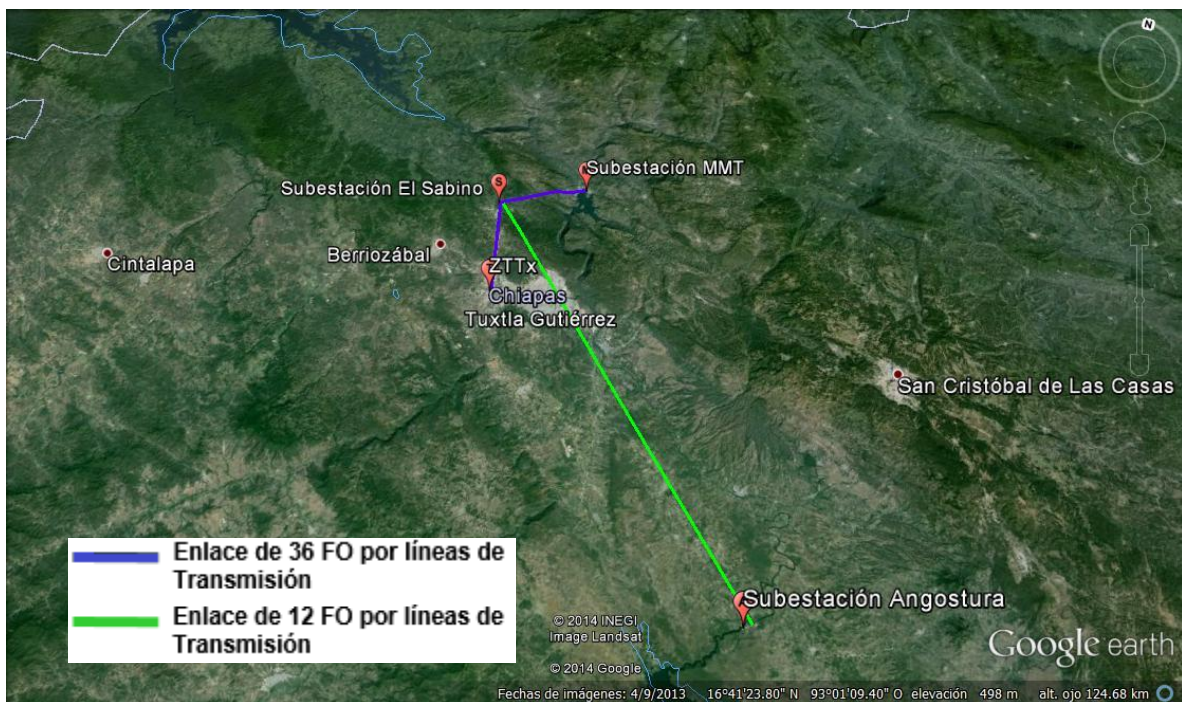 N
Subestación MMT
S
Subestación El Sabino
Berriozábal
Cintalapa
ZTTx
Chiapas
Tuxtla Gutiérrez
San Cristóbal de Las Casas
Enlace de 36 FO por líneas de
Transmisión
Enlace de 12 FO por líneas de
Transmisión
Subestación Angostura
© 2014 INEGI
Image Landsat
© 2014 Google
Google earth
Fechas de imágenes: 4/9/2013 16°41'23.80" N 93°01'09.40" O elevación 498 m alt. ojo 124.68 km